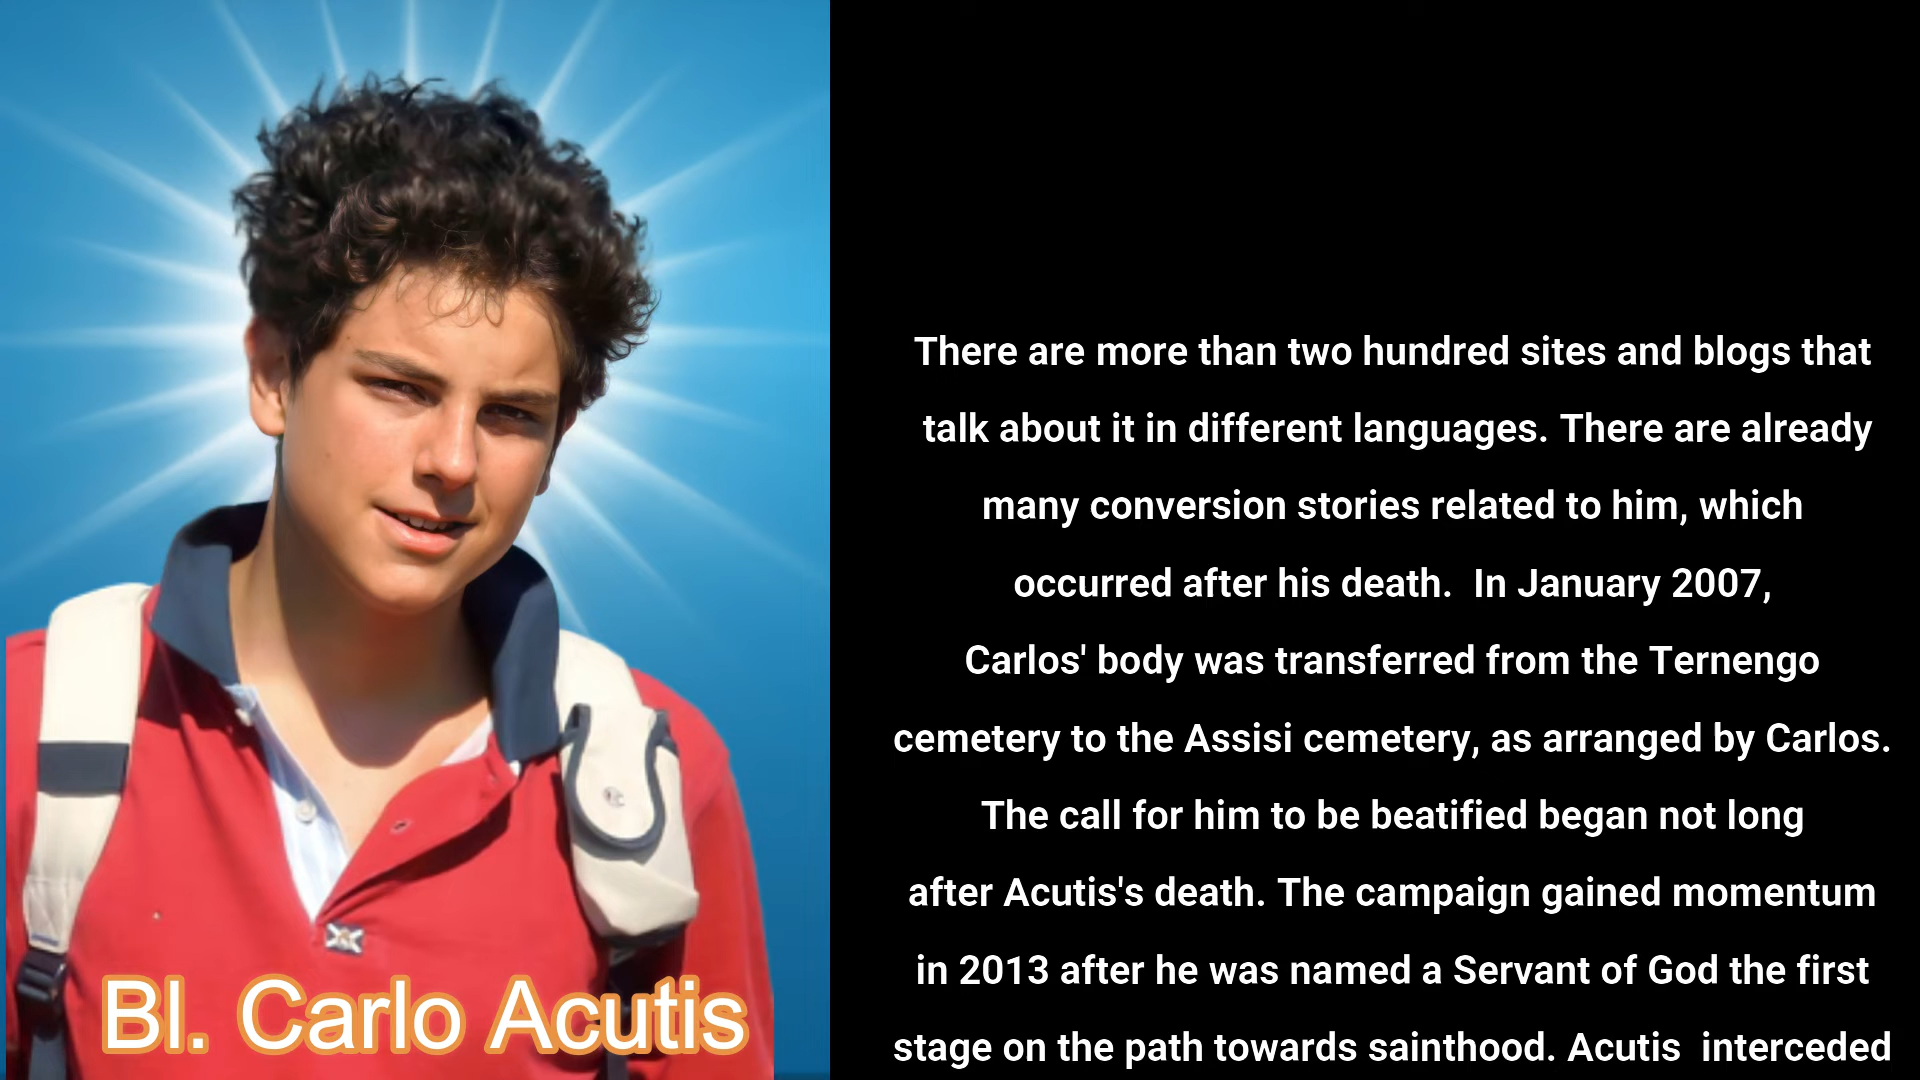 Bl. Carlo Acutis
There are more than two hundred sites and blogs that
talk about it in different languages. There are already
many conversion stories related to him, which
occurred after his death.  In January 2007,
Carlos' body was transferred from the Ternengo
cemetery to the Assisi cemetery, as arranged by Carlos.
The call for him to be beatified began not long
after Acutis's death. The campaign gained momentum
in 2013 after he was named a Servant of God the first
stage on the path towards sainthood. Acutis  interceded